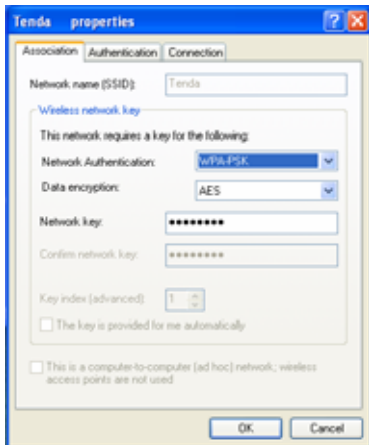 Tenda properties
Association Authentication Connection
Network name (SSID): Tenda
Wireless network key
This network requires a key for the following:
Network Authentication: WPA-PSK
Data encryption: AES
Network key: ••••••••
Confirm network key: ••••••••
Key index (advanced): 1
The key is provided for me automatically
This is a computer-to-computer (ad hoc) network; wireless
access points are not used
OK Cancel